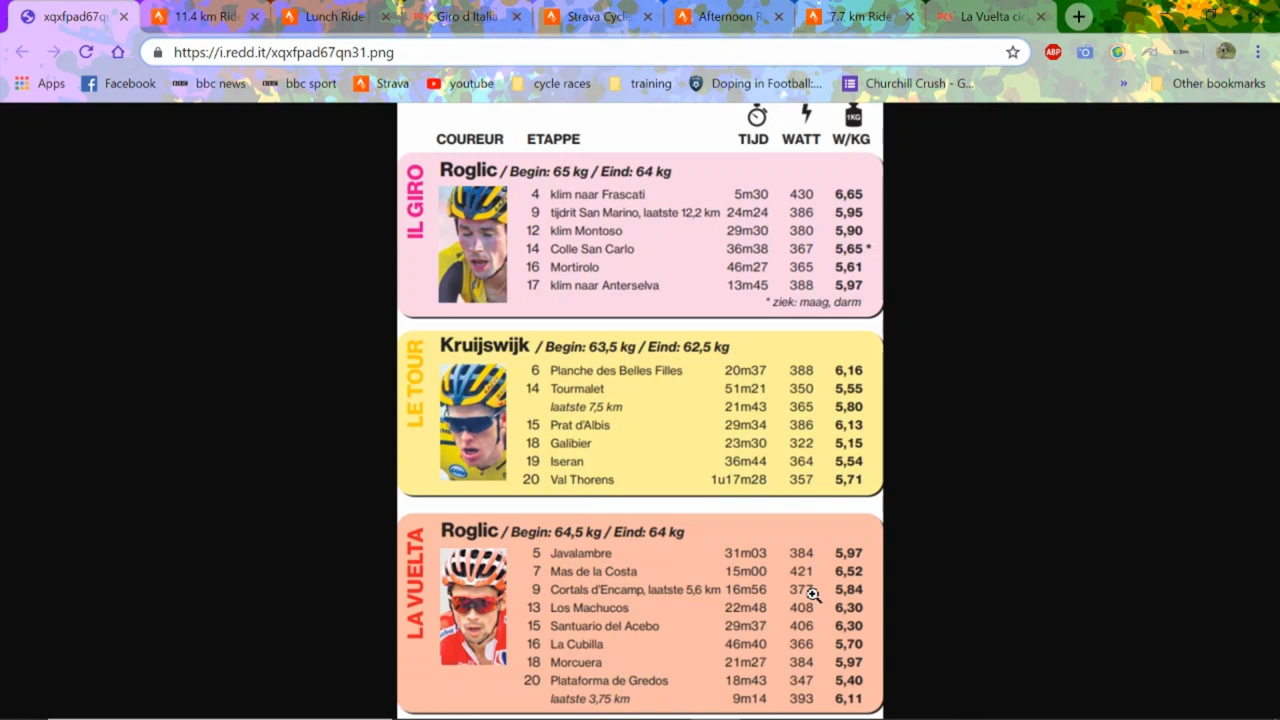 xqxfpad67q
11.4 km Rid
Lunch Ride
Giro d'Italia
Strava Cycli
Afternoon R
7.7 km Ride
La Vuelta cic
https://i.redd.it/xqxfpad67qn31.png
ABP
Apps
Facebook
bbc news
bbc sport
Strava
youtube
cycle races
training
Doping in Football:...
Churchill Crush - G...
»
Other bookmarks
1KG
COUREUR ETAPPE TIJD WATT W/KG
IL GIRO
Roglic / Begin: 65 kg / Eind: 64 kg
4 klim naar Frascati 5m30 430 6,65
9 tijdrit San Marino, laatste 12,2 km 24m24 386 5,95
12 klim Montoso 29m30 380 5,90
14 Colle San Carlo 36m38 367 5,65 *
16 Mortirolo 46m27 365 5,61
17 klim naar Anterselva 13m45 388 5,97
* ziek: maag, darm
LE TOUR
Kruijswijk / Begin: 63,5 kg / Eind: 62,5 kg
6 Planche des Belles Filles 20m37 388 6,16
14 Tourmalet 51m21 350 5,55
laatste 7,5 km 21m43 365 5,80
15 Prat d'Albis 29m34 386 6,13
18 Galibier 23m30 322 5,15
19 Iseran 36m44 364 5,54
20 Val Thorens 1u17m28 357 5,71
LA VUELTA
Roglic / Begin: 64,5 kg / Eind: 64 kg
5 Javalambre 31m03 384 5,97
7 Mas de la Costa 15m00 421 6,52
9 Cortals d'Encamp, laatste 5,6 km 16m56 377 5,84
13 Los Machucos 22m48 408 6,30
15 Santuario del Acebo 29m37 406 6,30
16 La Cubilla 46m40 366 5,70
18 Morcuera 21m27 384 5,97
20 Plataforma de Gredos 18m43 347 5,40
laatste 3,75 km 9m14 393 6,11